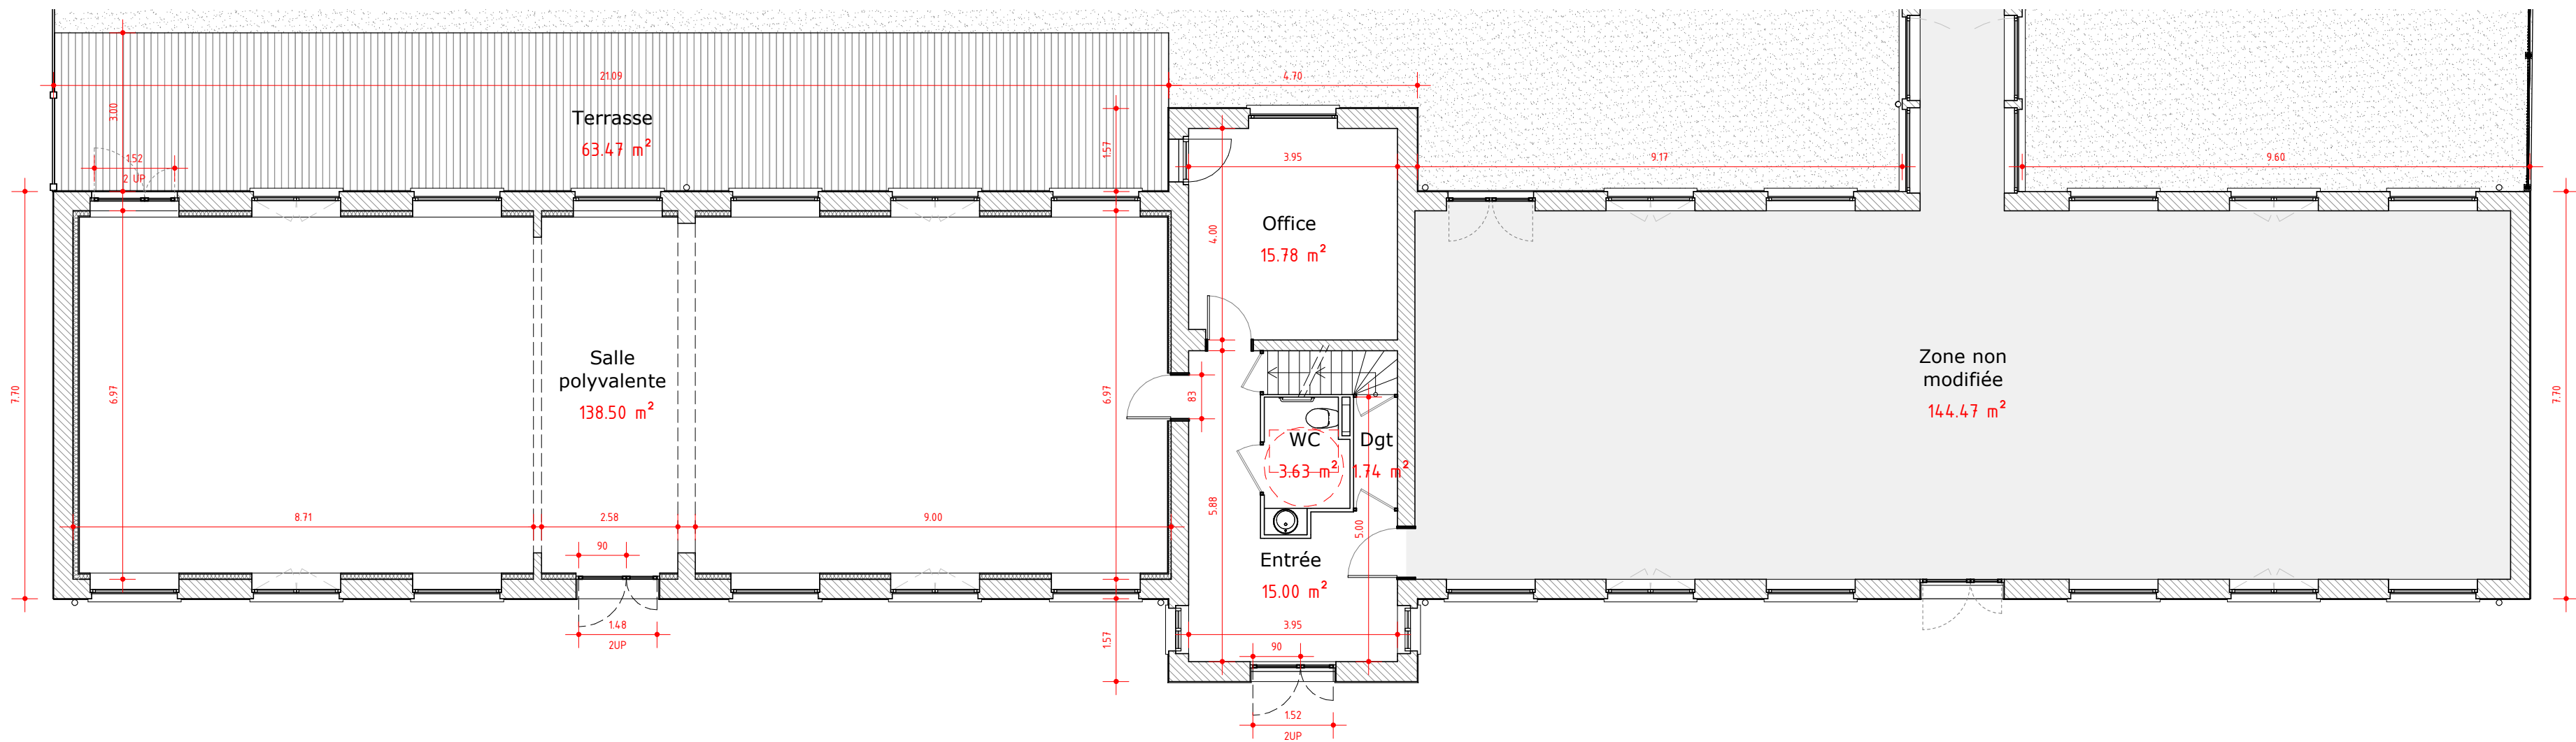 21.09
4.70
3.00
Terrasse
63.47 m²
1.57
1.52
2 UP
3.95
9.17
9.60
Office
15.78 m²
4.00
7.70
6.97
Salle
polyvalente
138.50 m²
6.97
83
Zone non
modifiée
144.47 m²
7.70
WC
3.63 m²
Dgt
1.74 m²
8.71
2.58
9.00
5.88
5.00
90
Entrée
15.00 m²
1.48
2UP
1.57
3.95
90
1.52
2UP